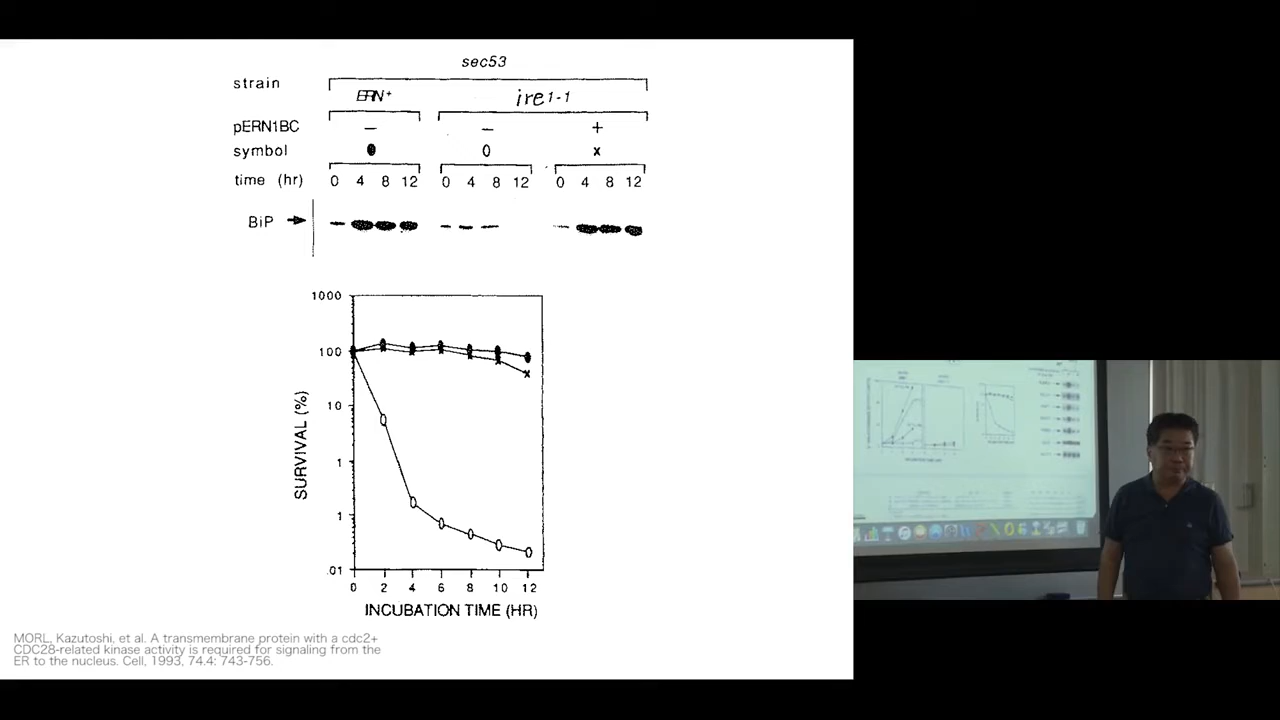 sec53
strain
ERN+
ire1-1
pERN1BC - - +
symbol
time (hr) 0 4 8 12 0 4 8 12 0 4 8 12
BiP
1000
100
10
1
1
.01
SURVIVAL (%)
0 2 4 6 8 10 12
INCUBATION TIME (HR)
MORL, Kazutoshi, et al. A transmembrane protein with a cdc2+
CDC28-related kinase activity is required for signaling from the
ER to the nucleus. Cell, 1993, 74.4: 743-756.